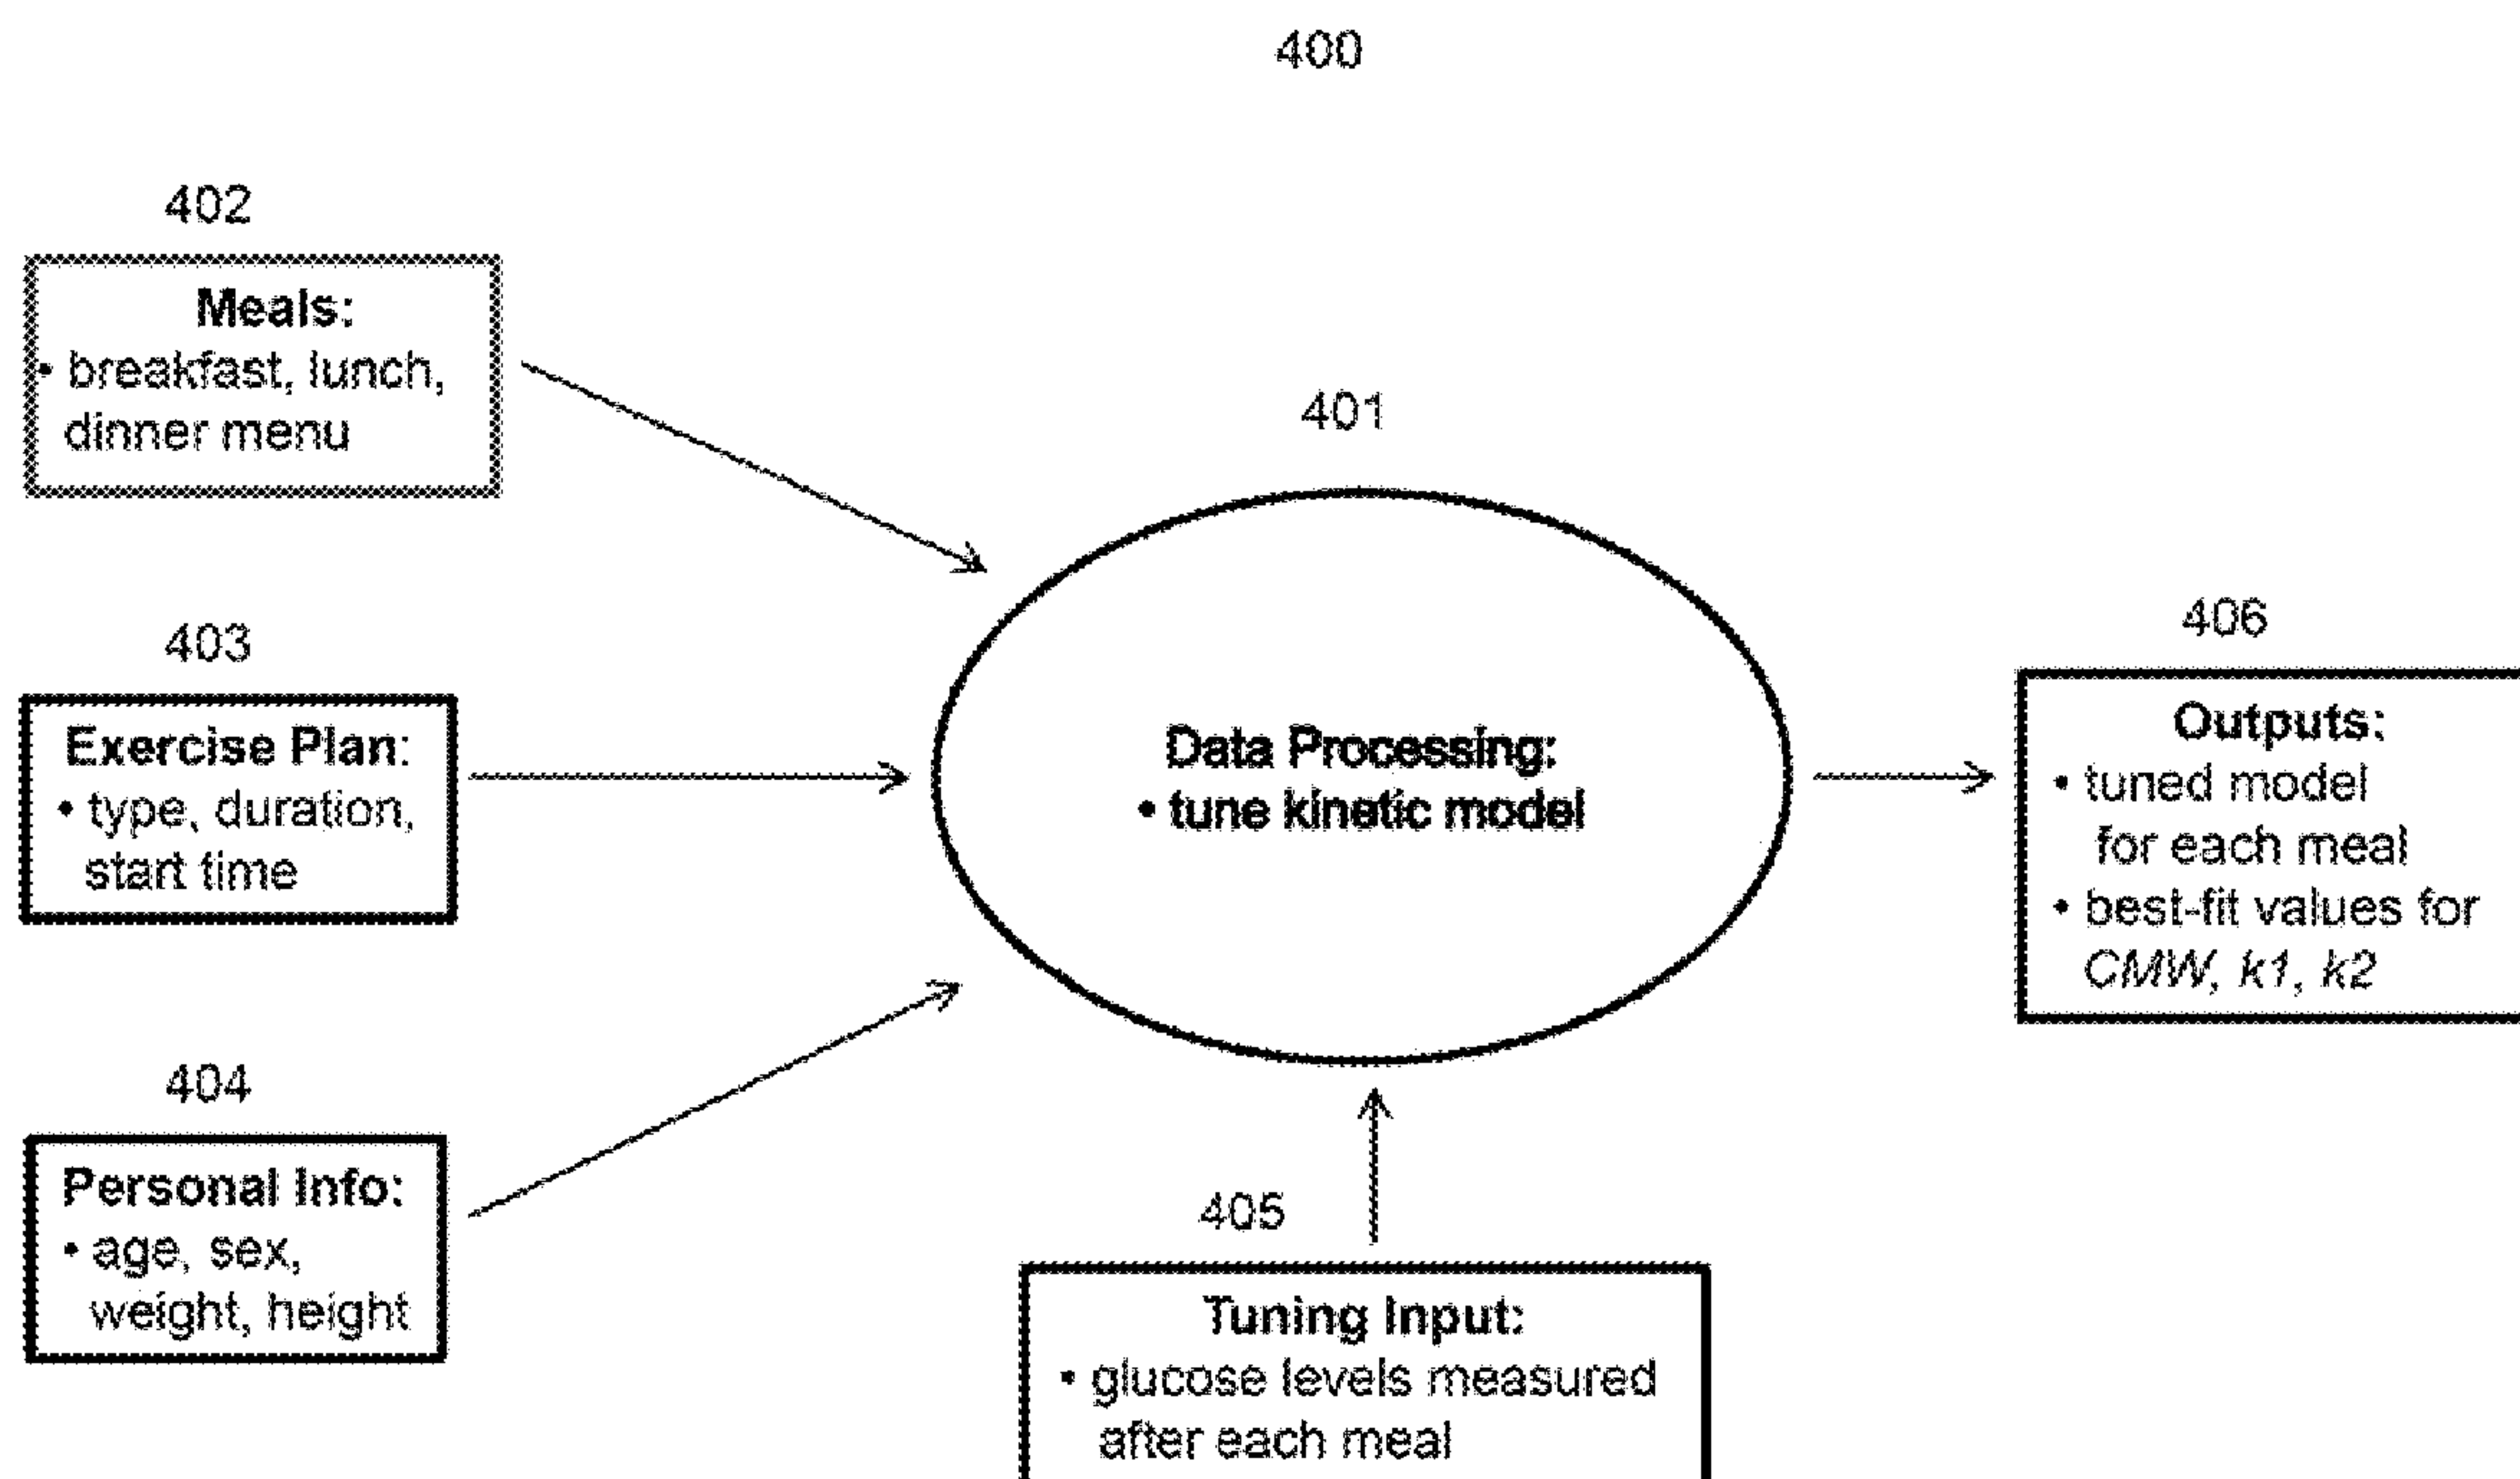 400
402
Meals:
• breakfast, lunch,
dinner menu
401
403
Exercise Plan:
• type, duration,
start time
Data Processing:
• tune kinetic model
406
Outputs:
• tuned model
for each meal
• best-fit values for
CMW, k1, k2
404
Personal Info:
• age, sex,
weight, height
405
Tuning Input:
• glucose levels measured
after each meal